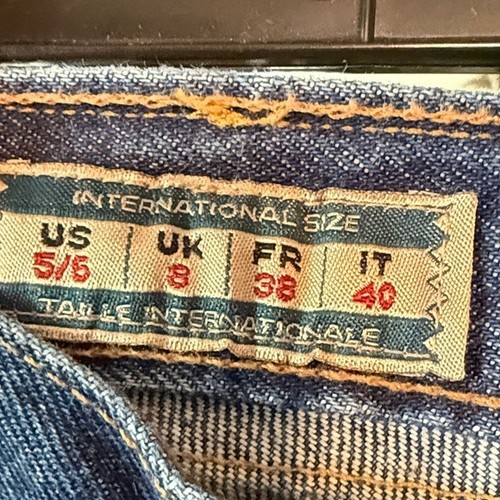 INTERNATIONAL SIZE
US UK FR IT
5/6 8 38 40
TAILLE INTERNATIONALE